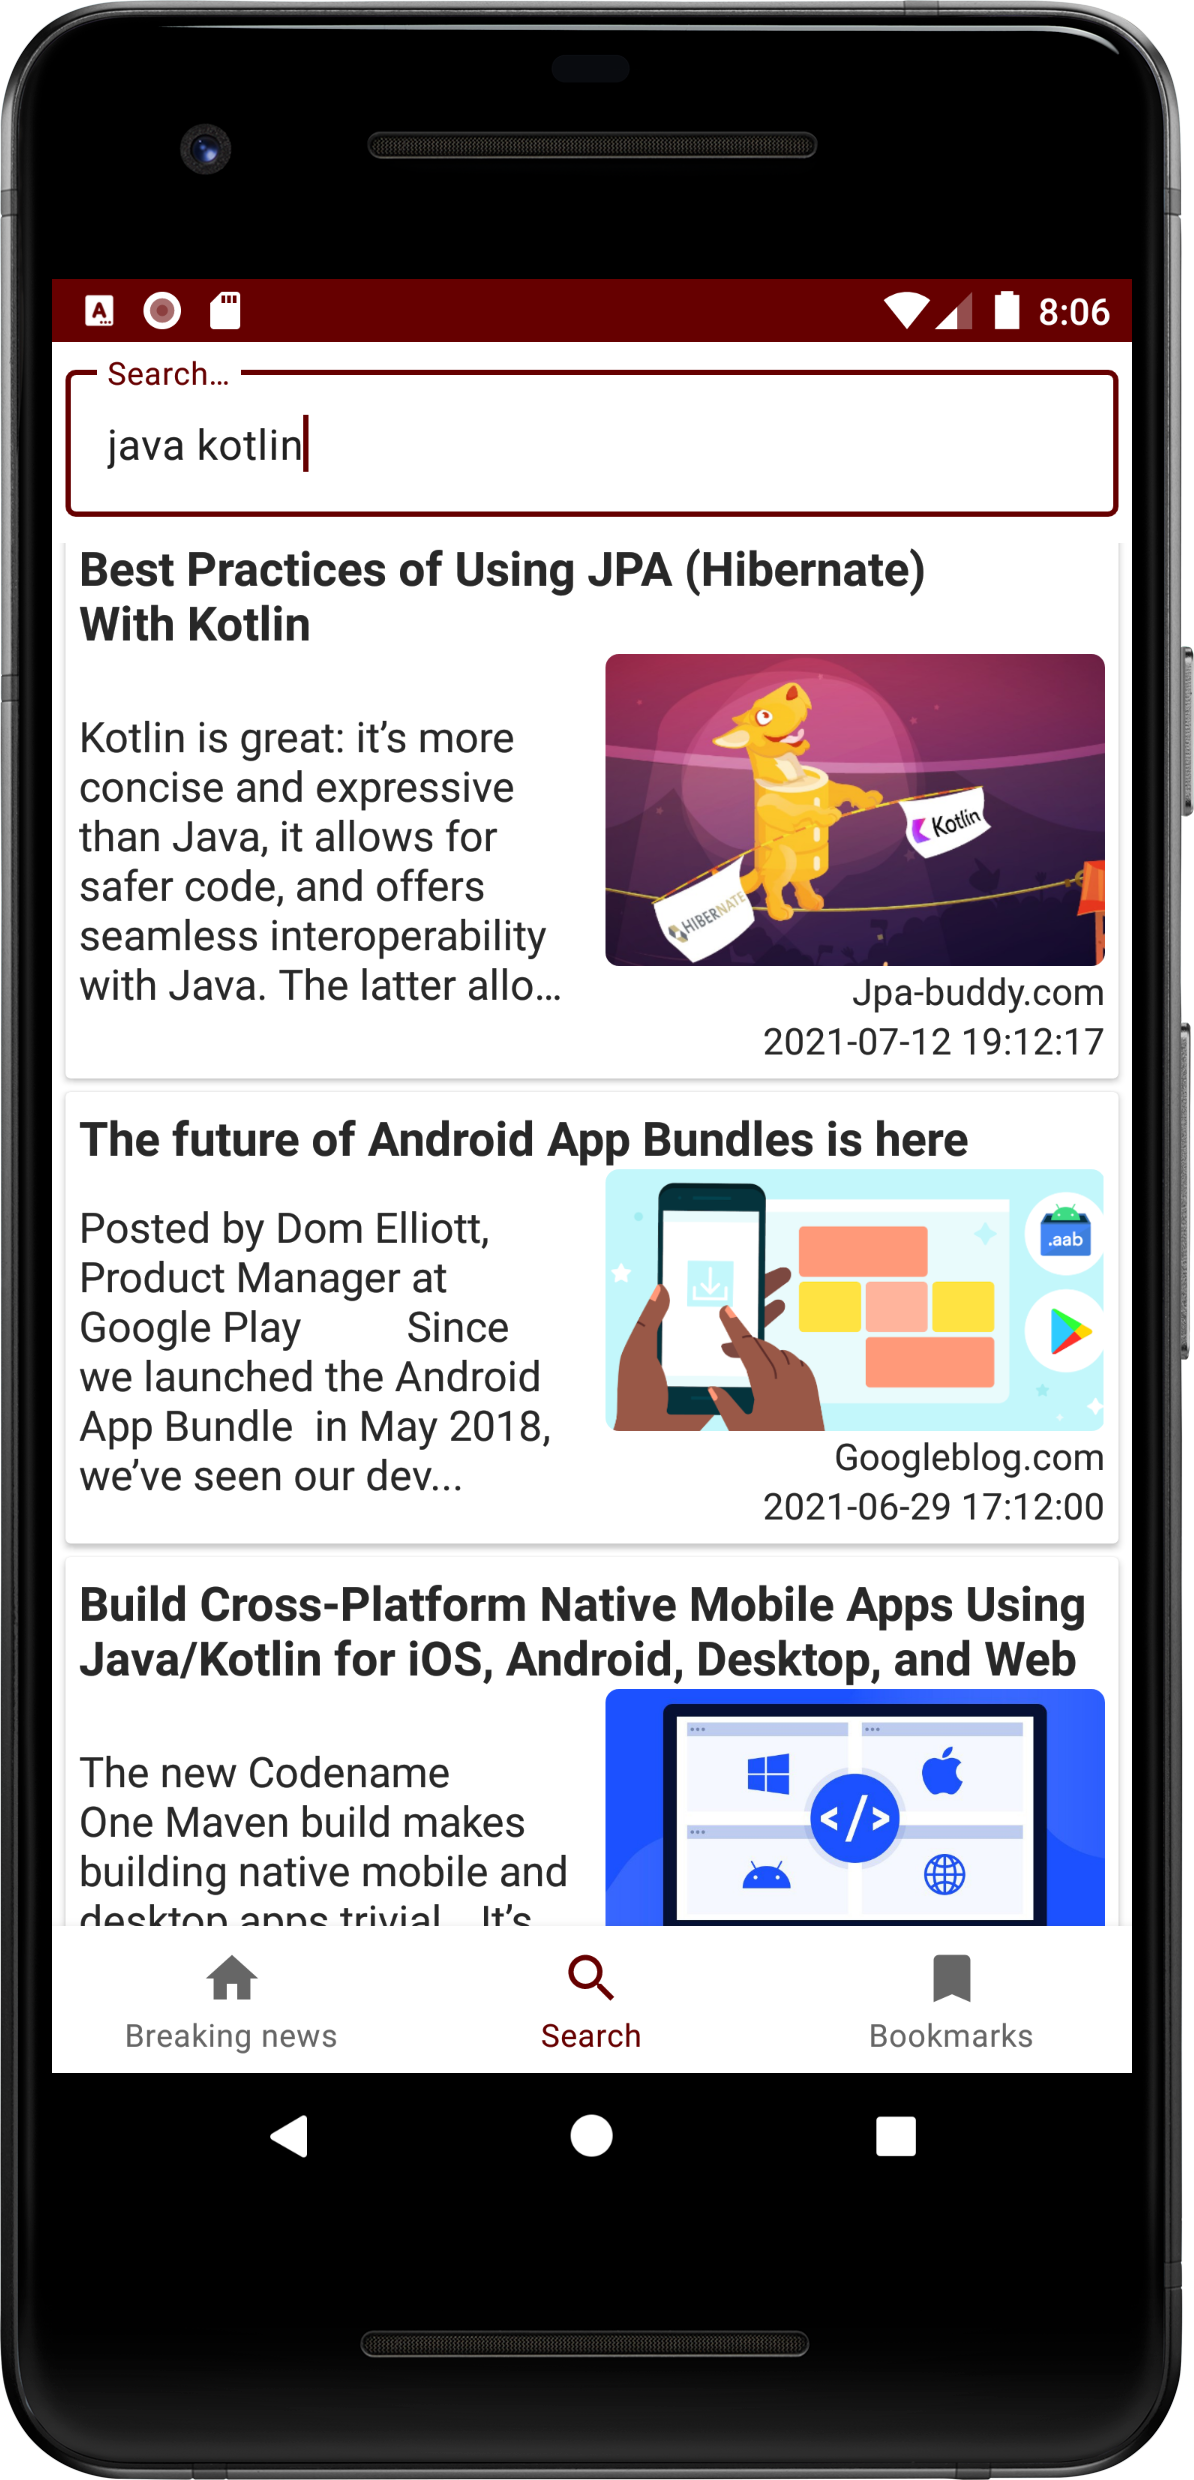 8:06
Search…
java kotlin
Best Practices of Using JPA (Hibernate)
With Kotlin
Kotlin is great: it’s more
concise and expressive
than Java, it allows for
safer code, and offers
seamless interoperability
with Java. The latter allo…
Kotlin
HIBERNATE
Jpa-buddy.com
2021-07-12 19:12:17
The future of Android App Bundles is here
Posted by Dom Elliott,
Product Manager at
Google Play Since
we launched the Android
App Bundle in May 2018,
we’ve seen our dev...
.aab
Googleblog.com
2021-06-29 17:12:00
Build Cross-Platform Native Mobile Apps Using
Java/Kotlin for iOS, Android, Desktop, and Web
The new Codename
One Maven build makes
building native mobile and
desktop apps trivial. It’s
</>
Breaking news
Search
Bookmarks